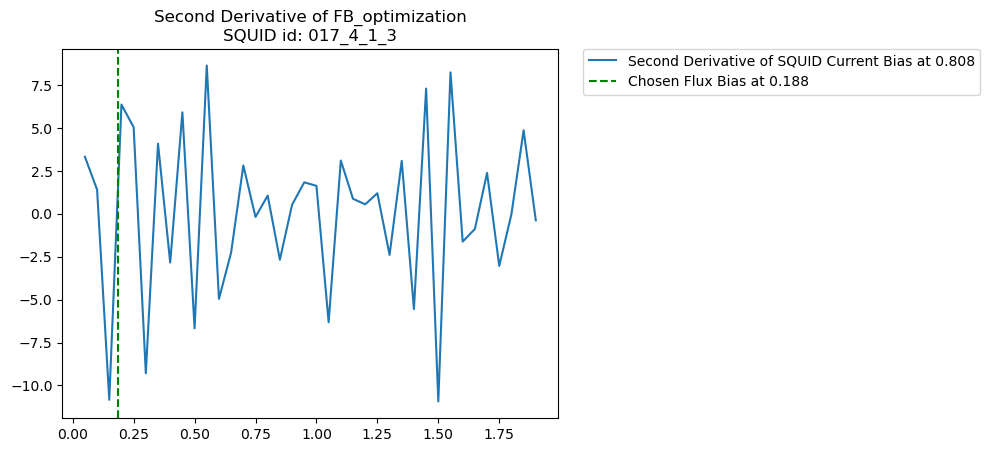 Second Derivative of FB_optimization
SQUID id: 017_4_1_3
Second Derivative of SQUID Current Bias at 0.808
Chosen Flux Bias at 0.188
7.5
5.0
2.5
0.0
−2.5
−5.0
−7.5
−10.0
0.00 0.25 0.50 0.75 1.00 1.25 1.50 1.75